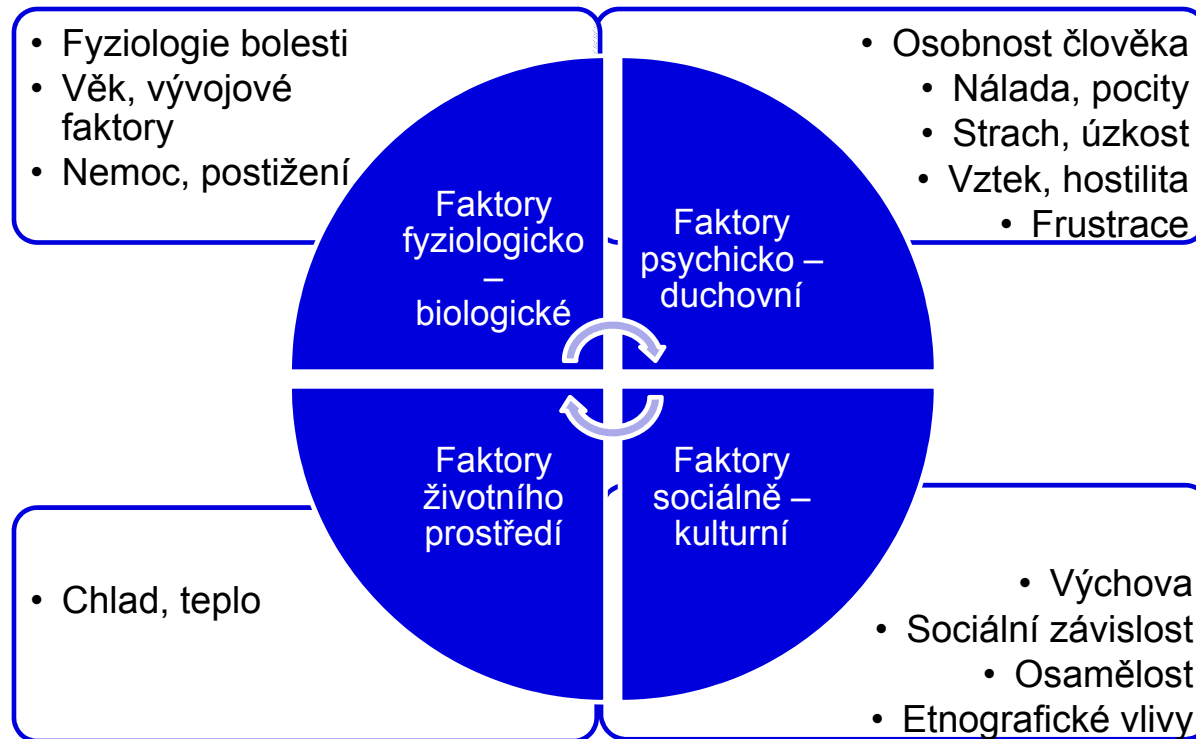 • Fyziologie bolesti
• Věk, vývojové
faktory
• Nemoc, postižení
• Osobnost člověka
• Nálada, pocity
• Strach, úzkost
• Vztek, hostilita
• Frustrace
Faktory
fyziologicko
–
biologické
Faktory
psychicko –
duchovní
Faktory
životního
prostředí
Faktory
sociálně –
kulturní
• Chlad, teplo
• Výchova
• Sociální závislost
• Osamělost
• Etnografické vlivy